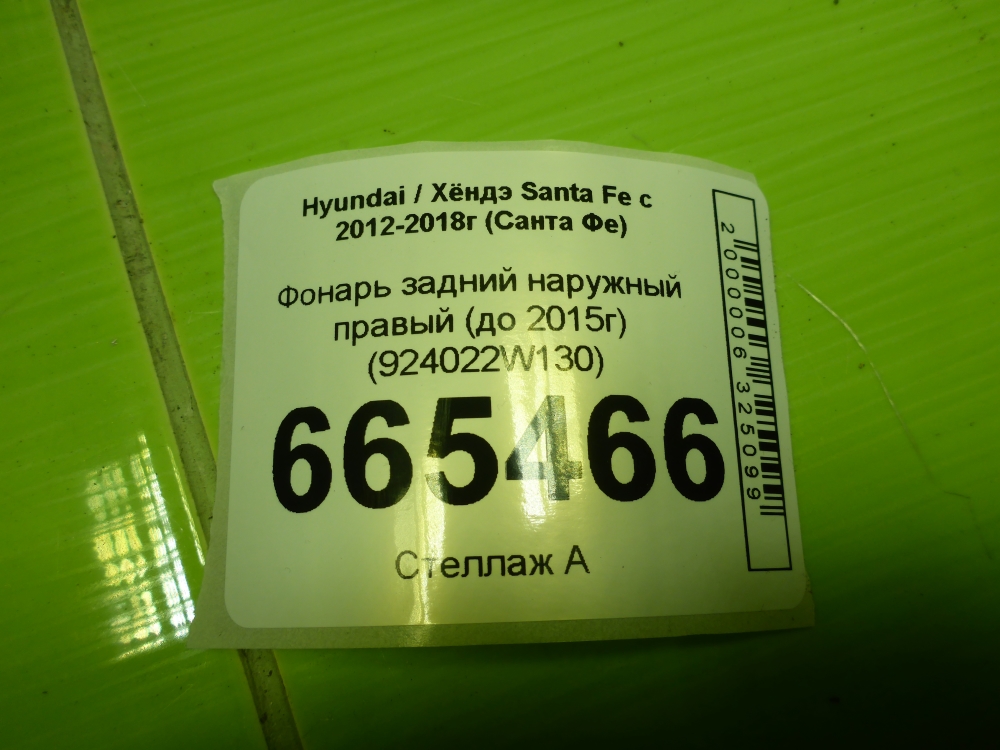 Hyundai / Хёндэ Santa Fe с
2012-2018г (Санта Фе)
Фонарь задний наружный
правый (до 2015г)
(924022W130)
665466
Стеллаж А
2000006325099